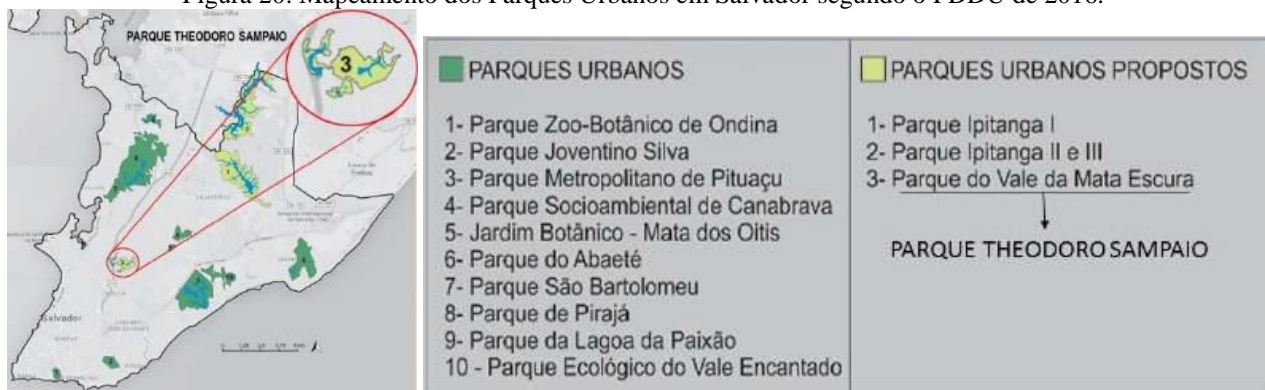 Figura 20: Mapeamento dos Parques Urbanos em Salvador segundo o PDDU de 2016.
PARQUE THEODORO SAMPAIO
3
Salvador
PARQUES URBANOS
1- Parque Zoo-Botânico de Ondina
2- Parque Joventino Silva
3- Parque Metropolitano de Pituaçu
4- Parque Socioambiental de Canabrava
5- Jardim Botânico - Mata dos Oitis
6- Parque do Abaeté
7- Parque São Bartolomeu
8- Parque de Pirajá
9- Parque da Lagoa da Paixão
10 - Parque Ecológico do Vale Encantado
PARQUES URBANOS PROPOSTOS
1- Parque Ipitanga I
2- Parque Ipitanga II e III
3- Parque do Vale da Mata Escura
PARQUE THEODORO SAMPAIO